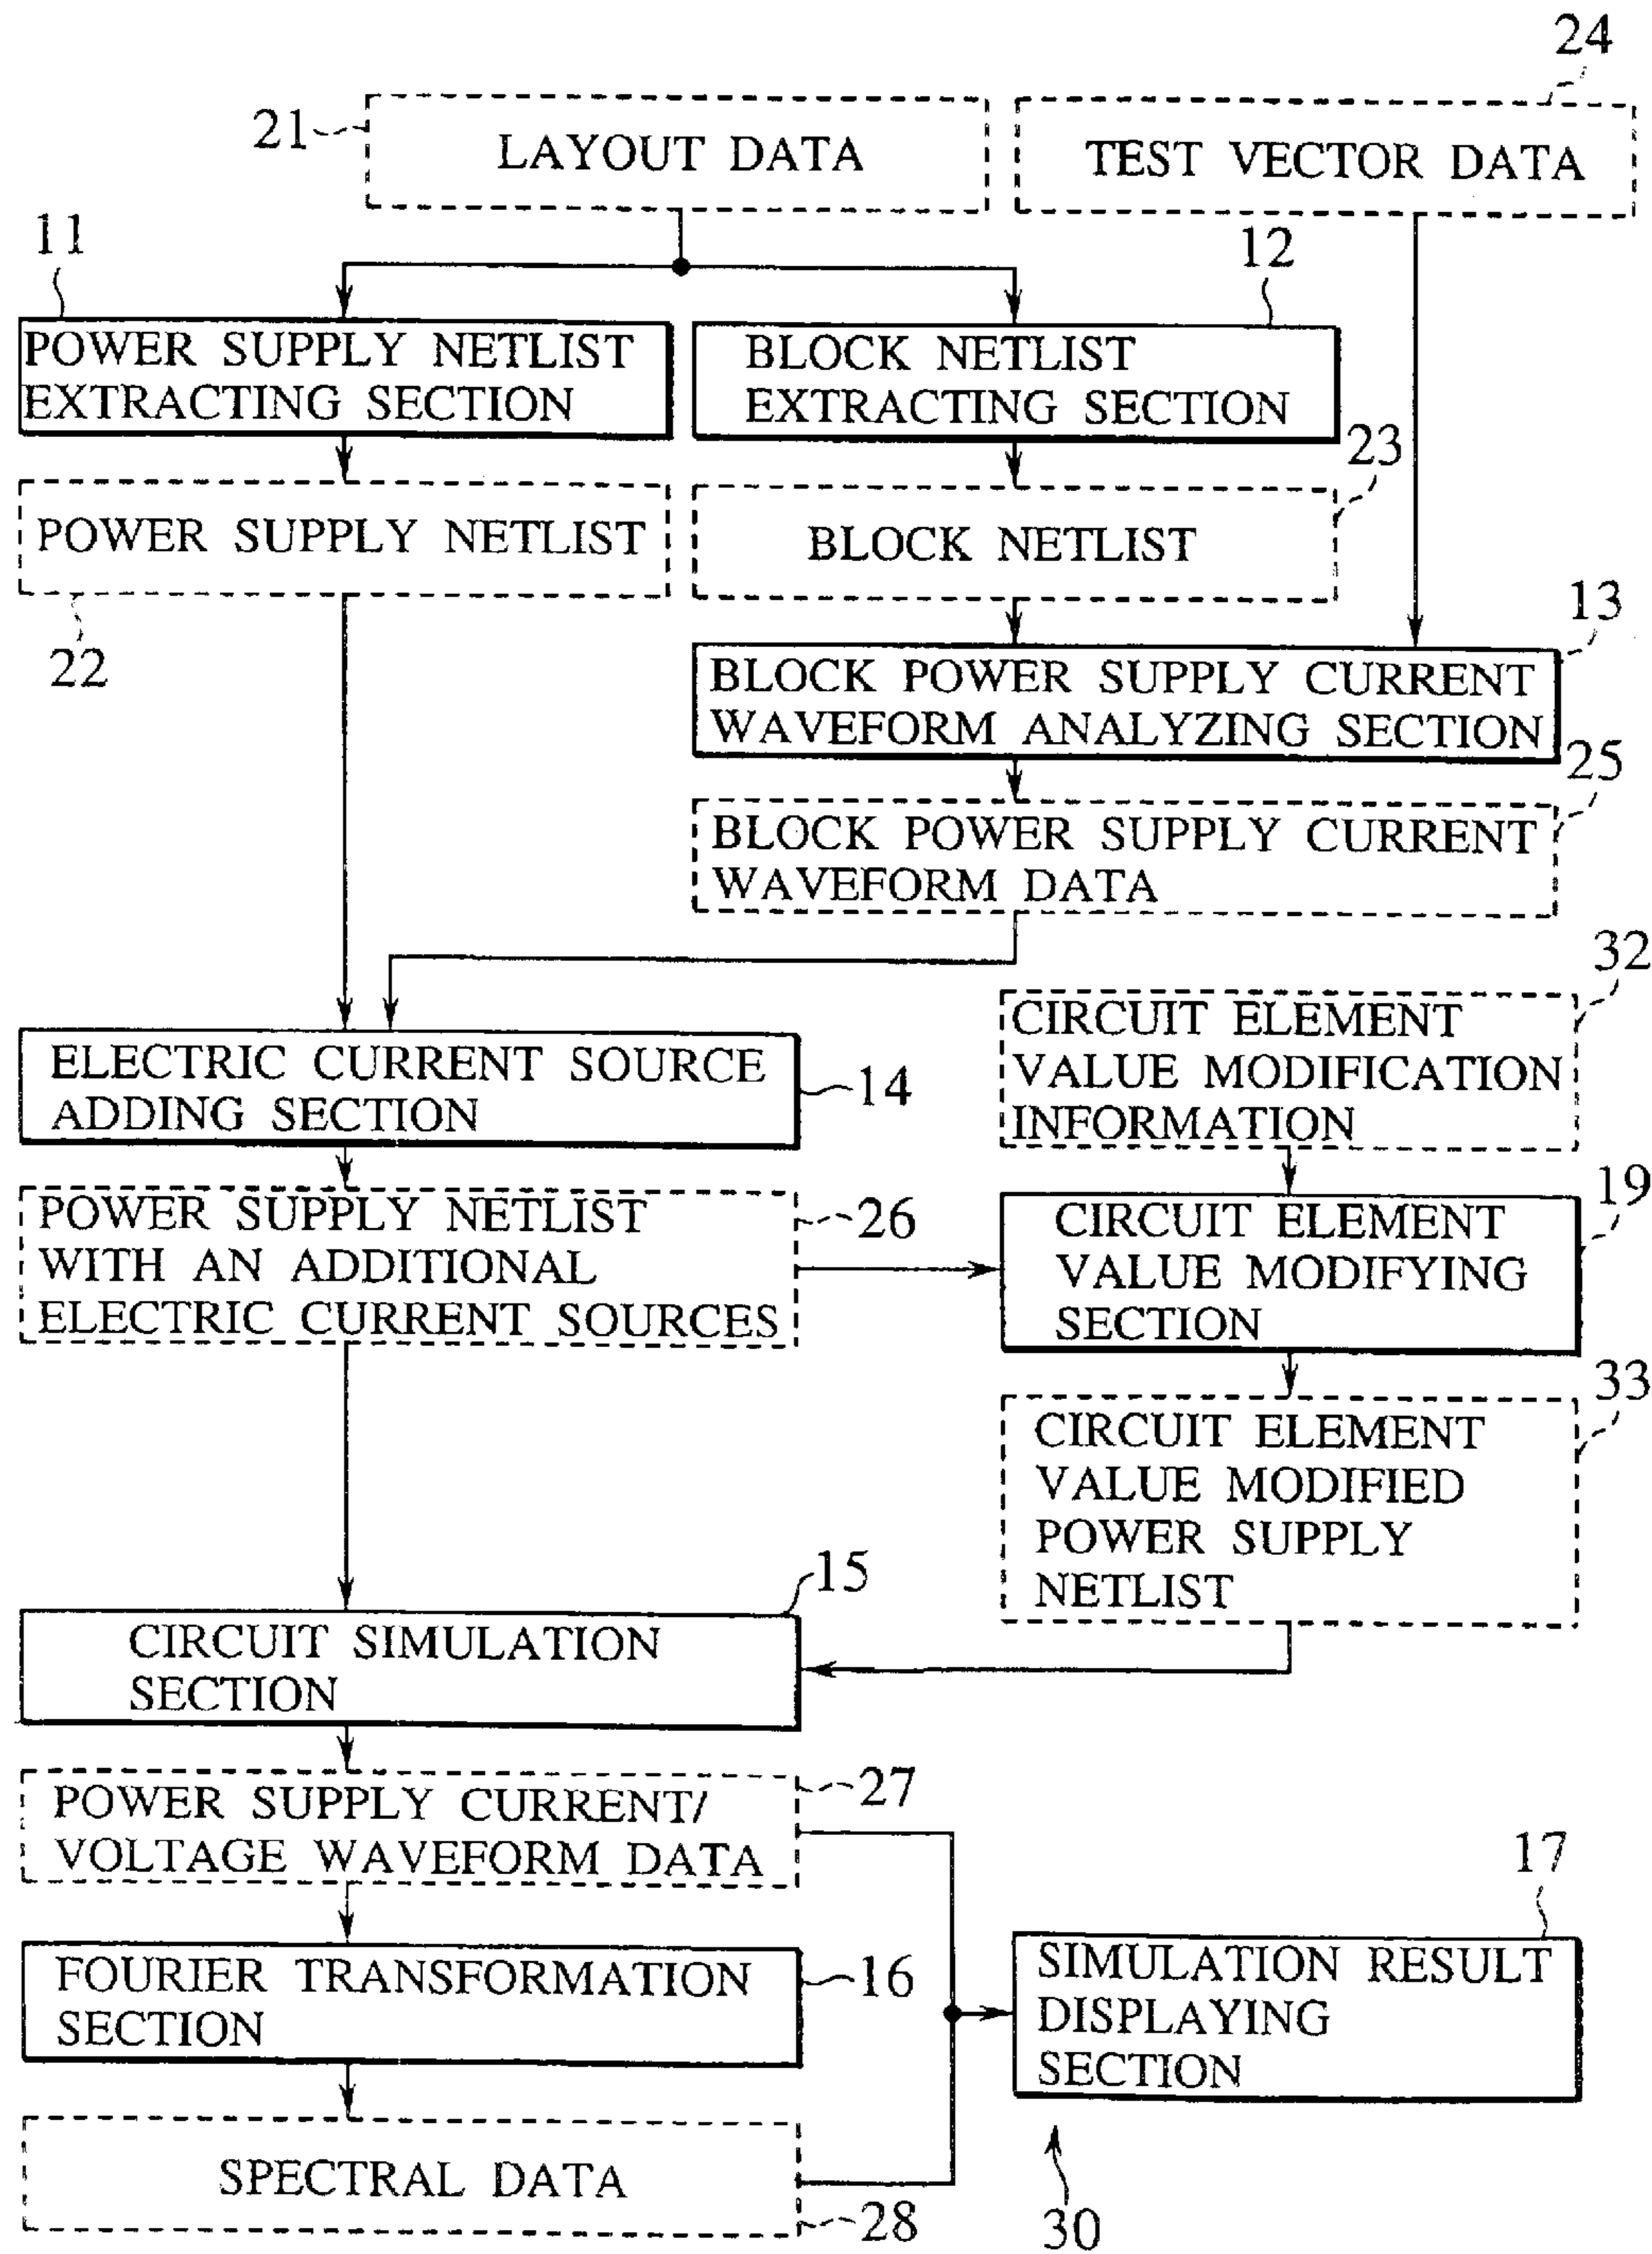 24
21
LAYOUT DATA
TEST VECTOR DATA
11
12
POWER SUPPLY NETLIST
EXTRACTING SECTION
BLOCK NETLIST
EXTRACTING SECTION
23
POWER SUPPLY NETLIST
BLOCK NETLIST
22
13
BLOCK POWER SUPPLY CURRENT
WAVEFORM ANALYZING SECTION
25
BLOCK POWER SUPPLY CURRENT
WAVEFORM DATA
32
CIRCUIT ELEMENT
VALUE MODIFICATION
INFORMATION
ELECTRIC CURRENT SOURCE
ADDING SECTION
14
19
POWER SUPPLY NETLIST
WITH AN ADDITIONAL
ELECTRIC CURRENT SOURCES
26
CIRCUIT ELEMENT
VALUE MODIFYING
SECTION
33
CIRCUIT ELEMENT
VALUE MODIFIED
POWER SUPPLY
NETLIST
15
CIRCUIT SIMULATION
SECTION
27
POWER SUPPLY CURRENT/
VOLTAGE WAVEFORM DATA
17
FOURIER TRANSFORMATION
SECTION
16
SIMULATION RESULT
DISPLAYING
SECTION
SPECTRAL DATA
28
30